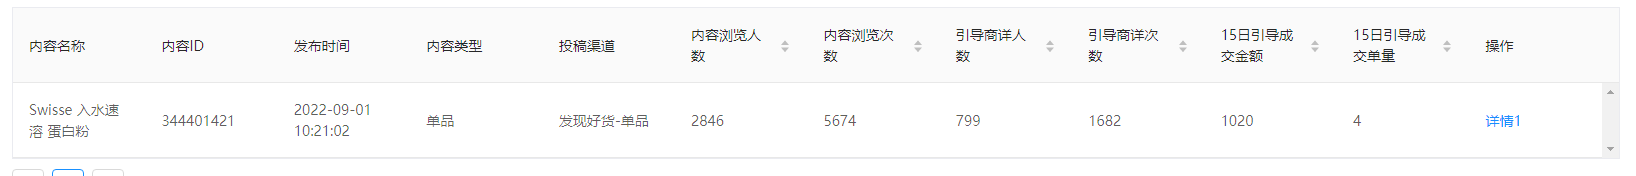 内容名称 内容ID 发布时间 内容类型 投稿渠道 内容浏览人数 内容浏览次数 引导商详人数 引导商详次数 15日引导成交金额 15日引导成交单量 操作
Swisse 入水速溶 蛋白粉 344401421 2022-09-01 10:21:02 单品 发现好货-单品 2846 5674 799 1682 1020 4 详情1